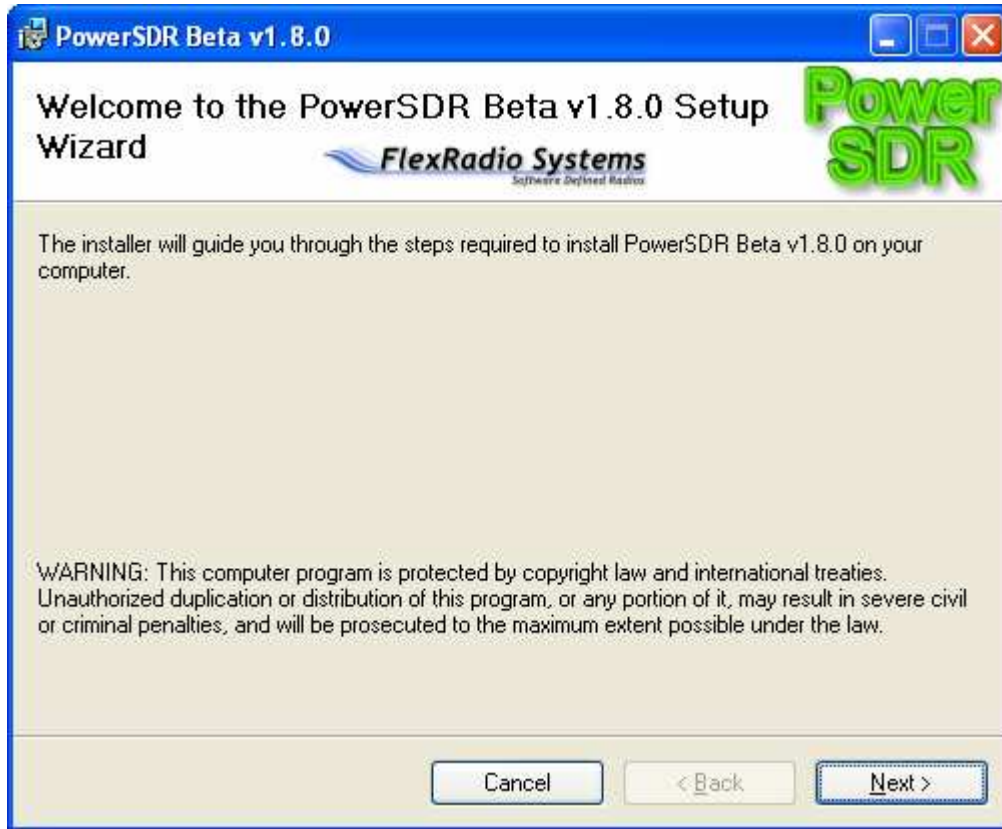 PowerSDR Beta v1.8.0
Welcome to the PowerSDR Beta v1.8.0 Setup
Wizard
FlexRadio Systems
Software Defined Radios
Power
SDR
The installer will guide you through the steps required to install PowerSDR Beta v1.8.0 on your
computer.
WARNING: This computer program is protected by copyright law and international treaties.
Unauthorized duplication or distribution of this program, or any portion of it, may result in severe civil
or criminal penalties, and will be prosecuted to the maximum extent possible under the law.
Cancel
< Back
Next >